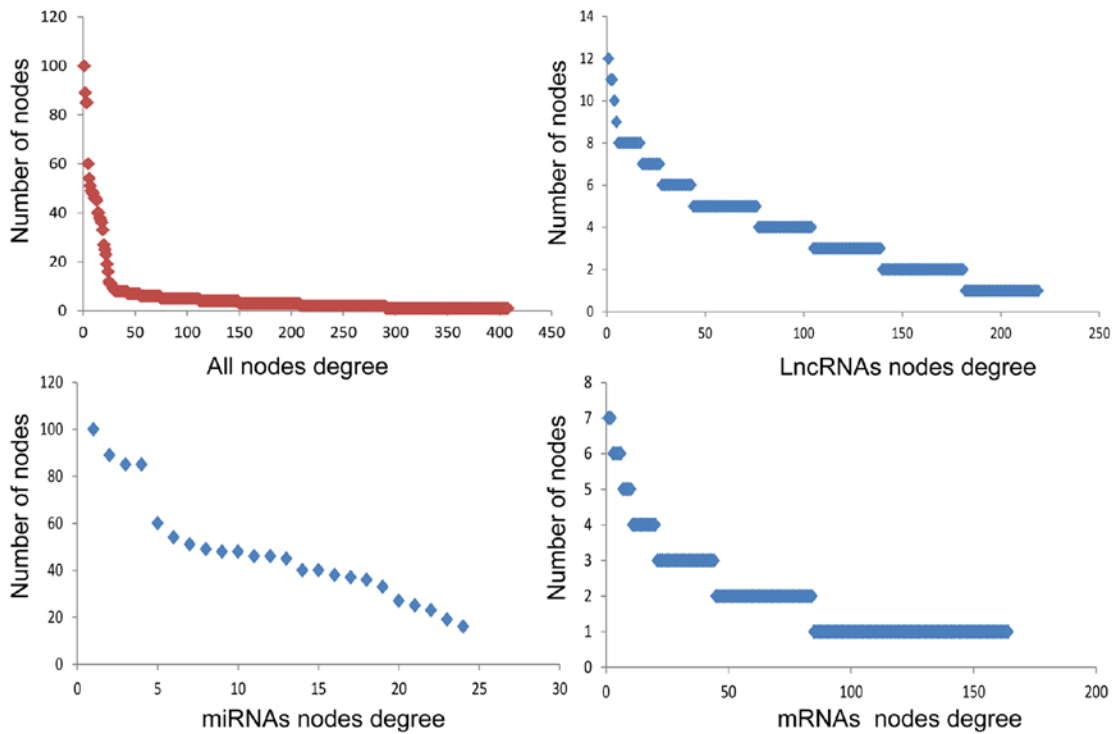 Number of nodes
120
100
80
60
40
20
0
0 50 100 150 200 250 300 350 400 450
All nodes degree
Number of nodes
14
12
10
8
6
4
2
0
0 50 100 150 200 250
LncRNAs nodes degree
Number of nodes
120
100
80
60
40
20
0
0 5 10 15 20 25 30
miRNAs nodes degree
Number of nodes
8
7
6
5
4
3
2
1
0
0 50 100 150 200
mRNAs nodes degree